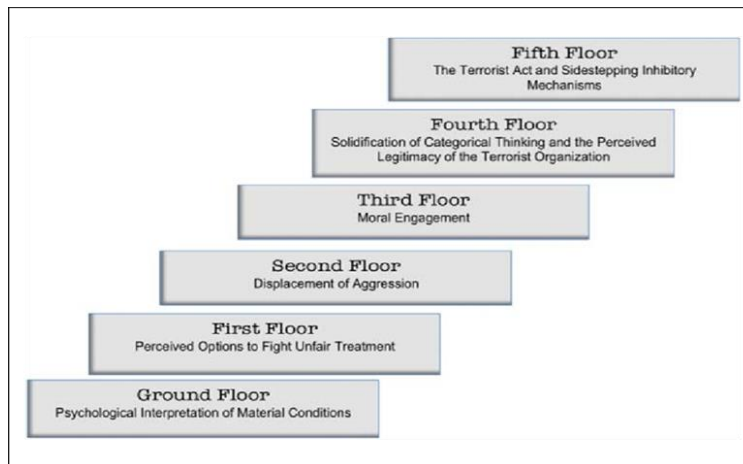 Fifth Floor
The Terrorist Act and Sidestepping Inhibitory
Mechanisms
Fourth Floor
Solidification of Categorical Thinking and the Perceived
Legitimacy of the Terrorist Organization
Third Floor
Moral Engagement
Second Floor
Displacement of Aggression
First Floor
Perceived Options to Fight Unfair Treatment
Ground Floor
Psychological Interpretation of Material Conditions